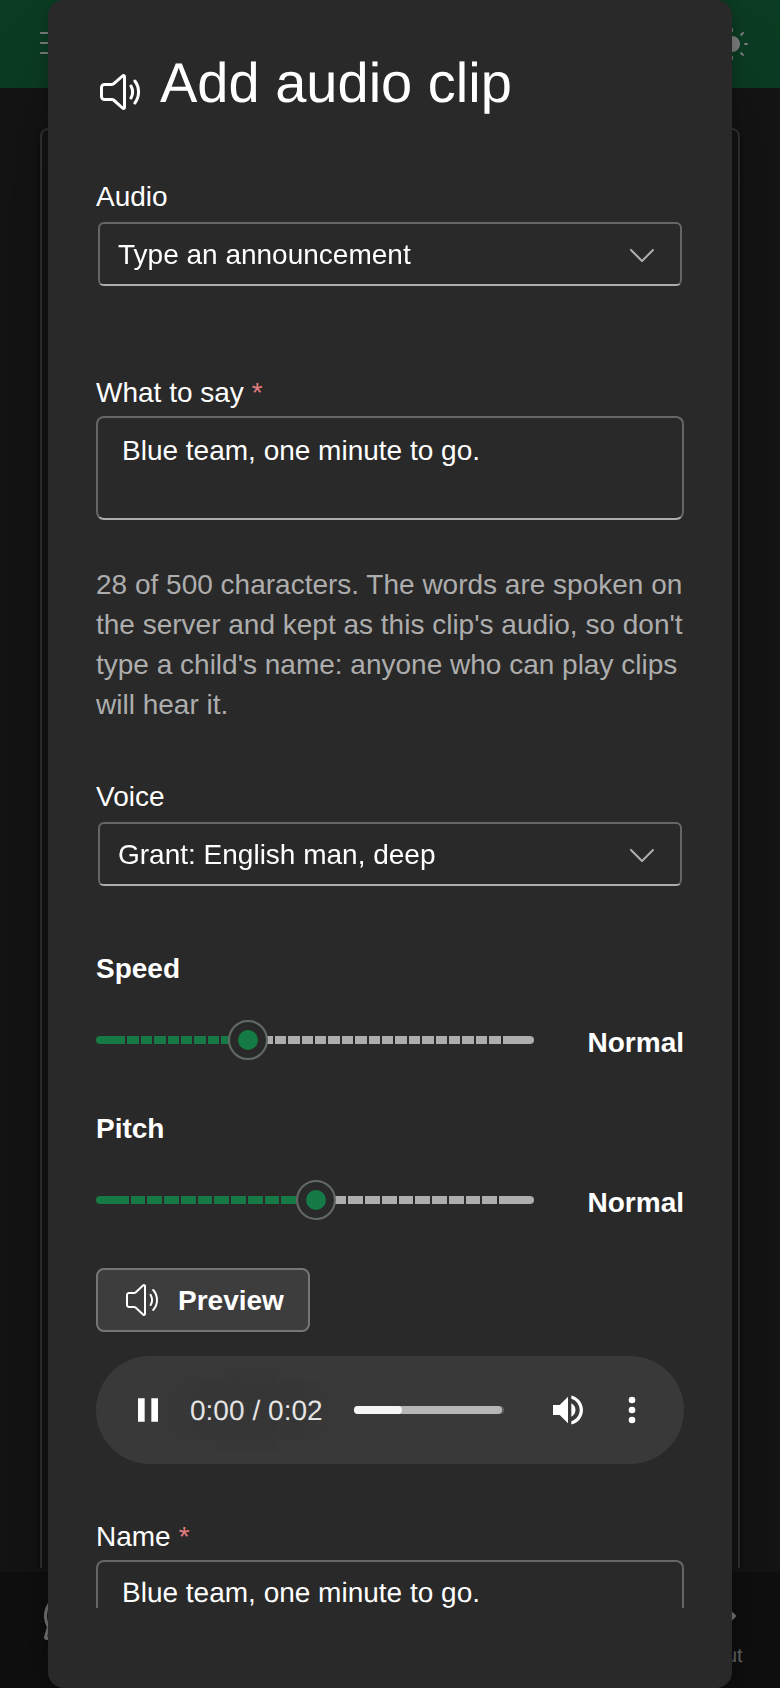 Add audio clip
Audio
Type an announcement
What to say *
Blue team, one minute to go.
28 of 500 characters. The words are spoken on
the server and kept as this clip's audio, so don't
type a child's name: anyone who can play clips
will hear it.
Voice
Grant: English man, deep
Speed
Normal
Pitch
Normal
Preview
0:00 / 0:02
Name *
Blue team, one minute to go.
ut